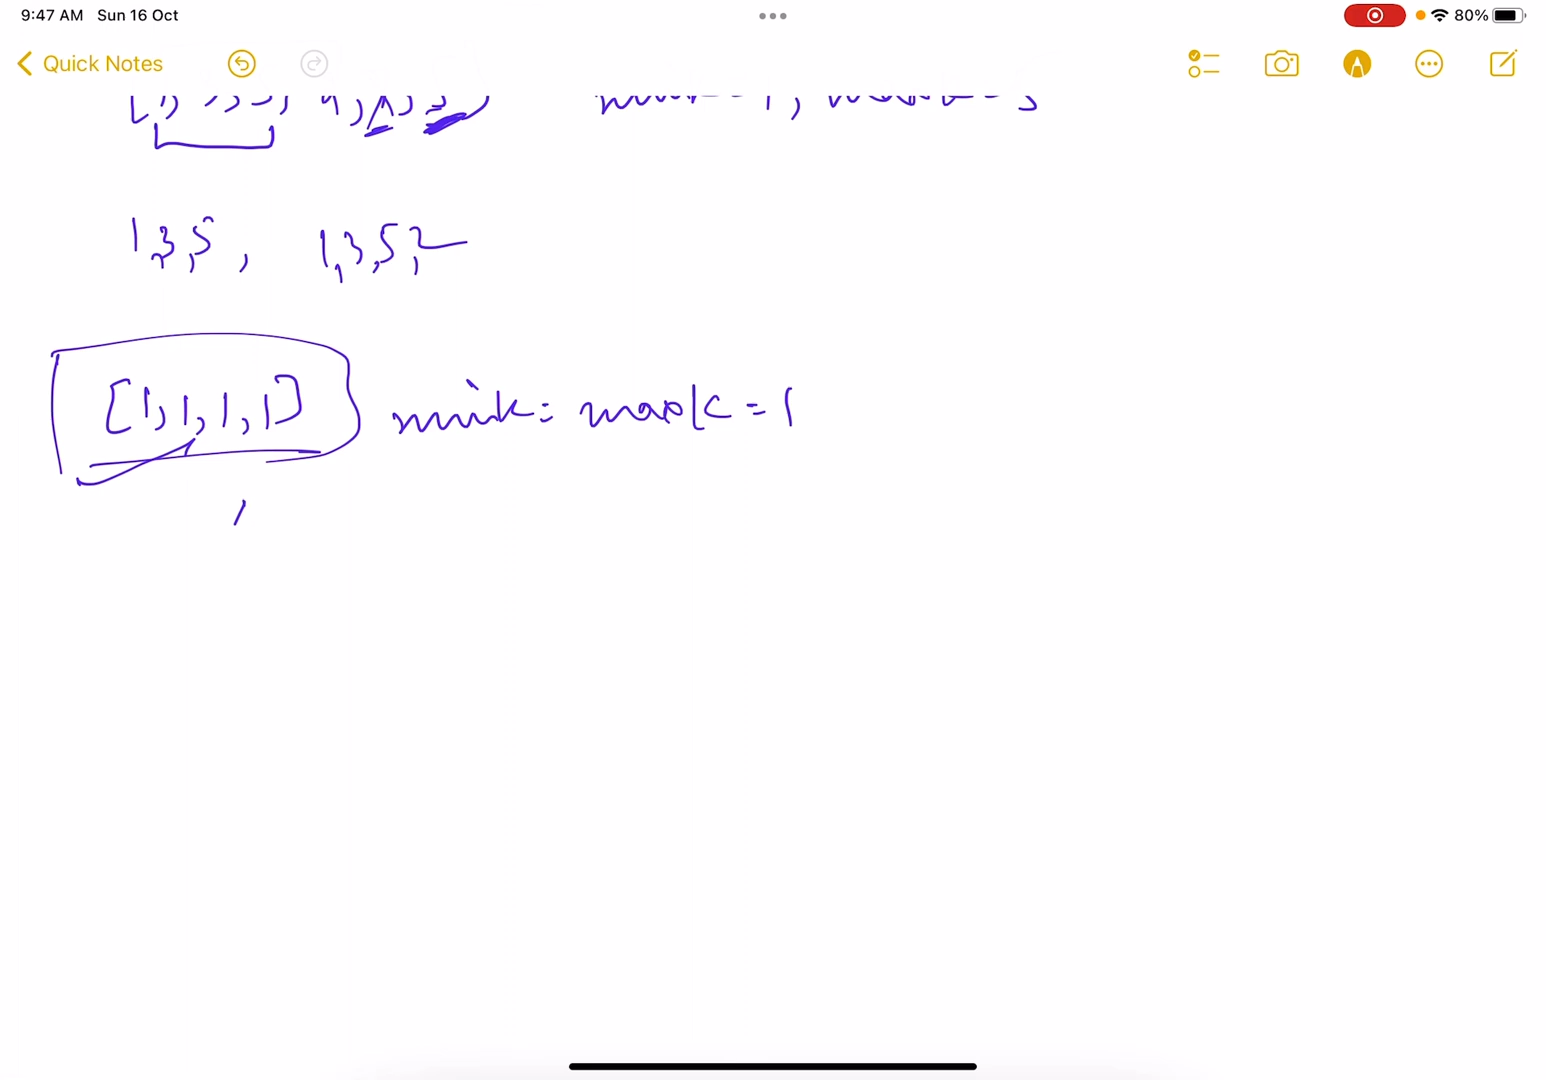 9:47 AM Sun 16 Oct
80%
Quick Notes
1,3,5, 1,3,5,2
[1,1,1,1] mink = maxk = 1